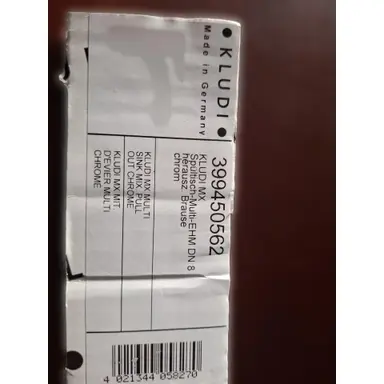 KLUDI
Made in Germany
399450562
KLUDI MX
Spültisch-Multi-EHM DN 8
herausz. Brause
chrom
KLUDI MX MULTI
SINK MIX. PULL
OUT CHROME
KLUDI MX MIT.
D'EVIER MULTI
CHROME
4 021344 058270